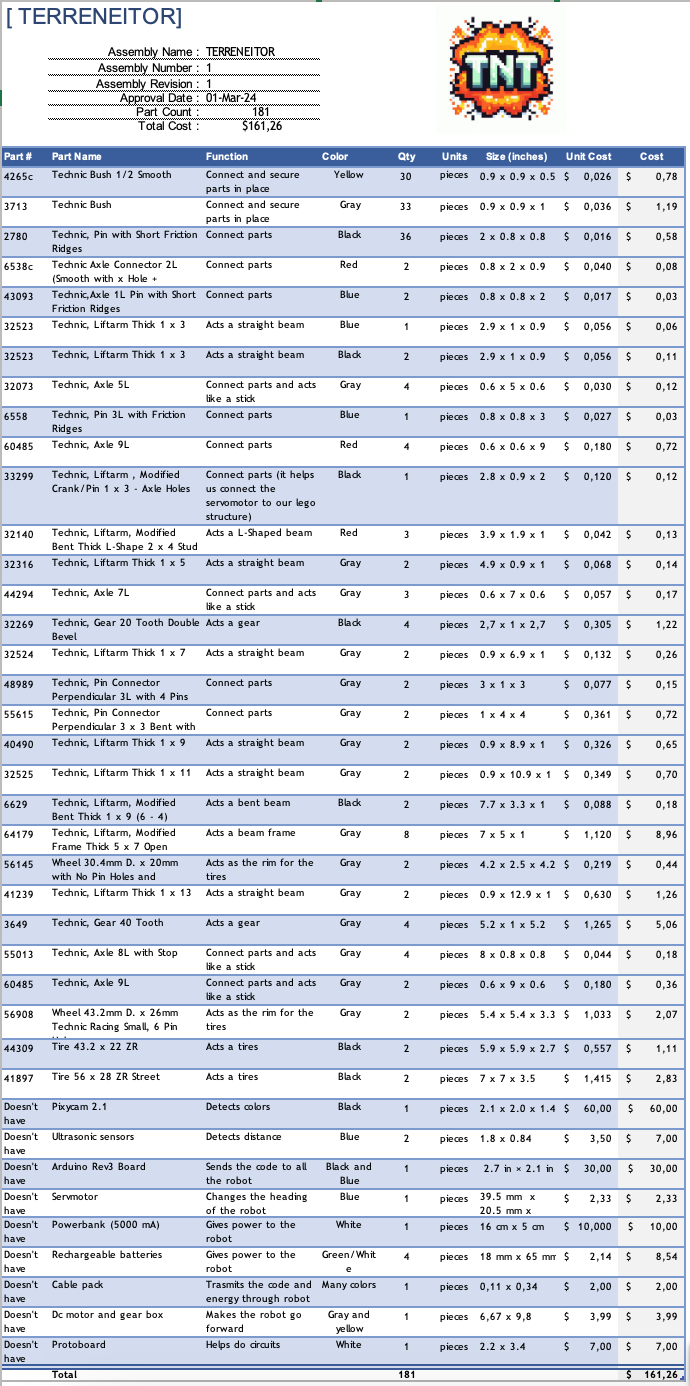 [ TERRENEITOR]
TNT
Assembly Name : TERRENEITOR
Assembly Number : 1
Assembly Revision : 1
Approval Date : 01-Mar-24
Part Count : 181
Total Cost : $161,26
Part # Part Name Function Color Qty Units Size (inches) Unit Cost Cost
4265c Technic Bush 1/2 Smooth Connect and secure Yellow 30 pieces 0.9 x 0.9 x 0.5 $ 0,026 $ 0,78
parts in place
3713 Technic Bush Connect and secure Gray 33 pieces 0.9 x 0.9 x 1 $ 0,036 $ 1,19
parts in place
2780 Technic, Pin with Short Friction Connect parts Black 36 pieces 2 x 0.8 x 0.8 $ 0,016 $ 0,58
Ridges
6538c Technic Axle Connector 2L Connect parts Red 2 pieces 0.8 x 2 x 0.9 $ 0,040 $ 0,08
(Smooth with x Hole +
43093 Technic,Axle 1L Pin with Short Connect parts Blue 2 pieces 0.8 x 0.8 x 2 $ 0,017 $ 0,03
Friction Ridges
32523 Technic, Liftarm Thick 1 x 3 Acts a straight beam Blue 1 pieces 2.9 x 1 x 0.9 $ 0,056 $ 0,06
32523 Technic, Liftarm Thick 1 x 3 Acts a straight beam Black 2 pieces 2.9 x 1 x 0.9 $ 0,056 $ 0,11
32073 Technic, Axle 5L Connect parts and acts Gray 4 pieces 0.6 x 5 x 0.6 $ 0,030 $ 0,12
like a stick
6558 Technic, Pin 3L with Friction Connect parts Blue 1 pieces 0.8 x 0.8 x 3 $ 0,027 $ 0,03
Ridges
60485 Technic, Axle 9L Connect parts Red 4 pieces 0.6 x 0.6 x 9 $ 0,180 $ 0,72
33299 Technic, Liftarm , Modified Connect parts (it helps Black 1 pieces 2.8 x 0.9 x 2 $ 0,120 $ 0,12
Crank/Pin 1 x 3 - Axle Holes us connect the
servomotor to our lego
structure)
32140 Technic, Liftarm, Modified Acts a L-Shaped beam Red 3 pieces 3.9 x 1.9 x 1 $ 0,042 $ 0,13
Bent Thick L-Shape 2 x 4 Stud
32316 Technic, Liftarm Thick 1 x 5 Acts a straight beam Gray 2 pieces 4.9 x 0.9 x 1 $ 0,068 $ 0,14
44294 Technic, Axle 7L Connect parts and acts Gray 3 pieces 0.6 x 7 x 0.6 $ 0,057 $ 0,17
like a stick
32269 Technic, Gear 20 Tooth Double Acts a gear Black 4 pieces 2,7 x 1 x 2,7 $ 0,305 $ 1,22
Bevel
32524 Technic, Liftarm Thick 1 x 7 Acts a straight beam Gray 2 pieces 0.9 x 6.9 x 1 $ 0,132 $ 0,26
48989 Technic, Pin Connector Connect parts Gray 2 pieces 3 x 1 x 3 $ 0,077 $ 0,15
Perpendicular 3L with 4 Pins
55615 Technic, Pin Connector Connect parts Gray 2 pieces 1 x 4 x 4 $ 0,361 $ 0,72
Perpendicular 3 x 3 Bent with
40490 Technic, Liftarm Thick 1 x 9 Acts a straight beam Gray 2 pieces 0.9 x 8.9 x 1 $ 0,326 $ 0,65
32525 Technic, Liftarm Thick 1 x 11 Acts a straight beam Gray 2 pieces 0.9 x 10.9 x 1 $ 0,349 $ 0,70
6629 Technic, Liftarm, Modified Acts a bent beam Black 2 pieces 7.7 x 3.3 x 1 $ 0,088 $ 0,18
Bent Thick 1 x 9 (6 - 4)
64179 Technic, Liftarm, Modified Acts a beam frame Gray 8 pieces 7 x 5 x 1 $ 1,120 $ 8,96
Frame Thick 5 x 7 Open
56145 Wheel 30.4mm D. x 20mm Acts as the rim for the Gray 2 pieces 4.2 x 2.5 x 4.2 $ 0,219 $ 0,44
with No Pin Holes and tires
41239 Technic, Liftarm Thick 1 x 13 Acts a straight beam Gray 2 pieces 0.9 x 12.9 x 1 $ 0,630 $ 1,26
3649 Technic, Gear 40 Tooth Acts a gear Gray 4 pieces 5.2 x 1 x 5.2 $ 1,265 $ 5,06
55013 Technic, Axle 8L with Stop Connect parts and acts Gray 4 pieces 8 x 0.8 x 0.8 $ 0,044 $ 0,18
like a stick
60485 Technic, Axle 9L Connect parts and acts Gray 2 pieces 0.6 x 9 x 0.6 $ 0,180 $ 0,36
like a stick
56908 Wheel 43.2mm D. x 26mm Acts as the rim for the Gray 2 pieces 5.4 x 5.4 x 3.3 $ 1,033 $ 2,07
Technic Racing Small, 6 Pin tires
44309 Tire 43.2 x 22 ZR Acts a tires Black 2 pieces 5.9 x 5.9 x 2.7 $ 0,557 $ 1,11
41897 Tire 56 x 28 ZR Street Acts a tires Black 2 pieces 7 x 7 x 3.5 $ 1,415 $ 2,83
Doesn't Pixycam 2.1 Detects colors Black 1 pieces 2.1 x 2.0 x 1.4 $ 60,00 $ 60,00
have
Doesn't Ultrasonic sensors Detects distance Blue 2 pieces 1.8 x 0.84 $ 3,50 $ 7,00
have
Doesn't Arduino Rev3 Board Sends the code to all Black and 1 pieces 2.7 in × 2.1 in $ 30,00 $ 30,00
have the robot Blue
Doesn't Servmotor Changes the heading Blue 1 pieces 39.5 mm x $ 2,33 $ 2,33
have of the robot 20.5 mm x
Doesn't Powerbank (5000 mA) Gives power to the White 1 pieces 16 cm x 5 cm $ 10,000 $ 10,00
have robot
Doesn't Rechargeable batteries Gives power to the Green/Whit 4 pieces 18 mm x 65 mm $ 2,14 $ 8,54
have robot e
Doesn't Cable pack Trasmits the code and Many colors 1 pieces 0,11 x 0,34 $ 2,00 $ 2,00
have energy through robot
Doesn't Dc motor and gear box Makes the robot go Gray and 1 pieces 6,67 x 9,8 $ 3,99 $ 3,99
have forward yellow
Doesn't Protoboard Helps do circuits White 1 pieces 2.2 x 3.4 $ 7,00 $ 7,00
have
Total 181 $ 161,26